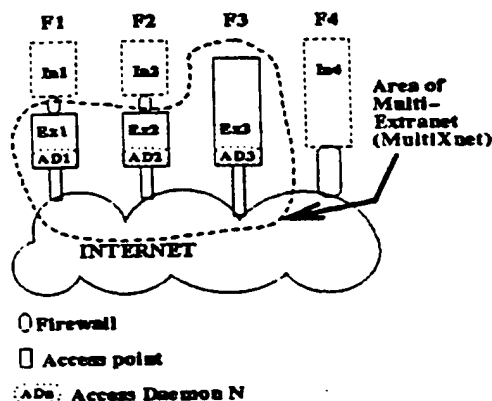 F1 F2 F3 F4
In1 In2 In4
Ex1 Ex2 Ex3
AD1 AD2 AD3
Area of
Multi-
Extranet
(MultiXnet)
INTERNET
Firewall
Access point
ADn Access Daemon N